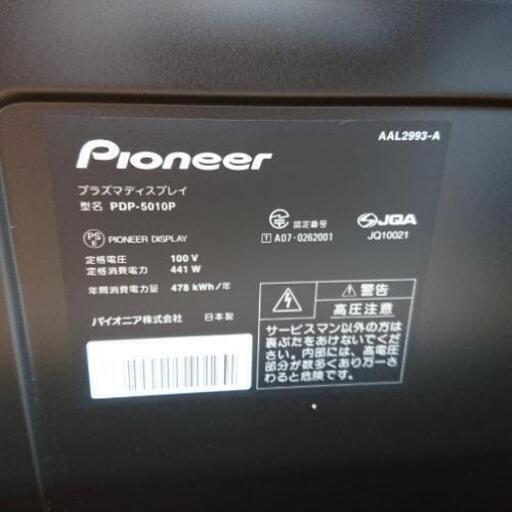 AAL2993-A
Pioneer
プラズマディスプレイ
型名 PDP-5010P
PS E PIONEER DISPLAY
認定番号
T A07-0262001
JQA
JQ10021
定格電圧 100 V
定格消費電力 441 W
年間消費電力量 478 kWh/年
パイオニア株式会社 日本製
警告
高圧注意
サービスマン以外の方は
裏ぶたをあけないでくだ
さい。内部には、高電圧
部分が数多くあり万一さ
わると危険です。